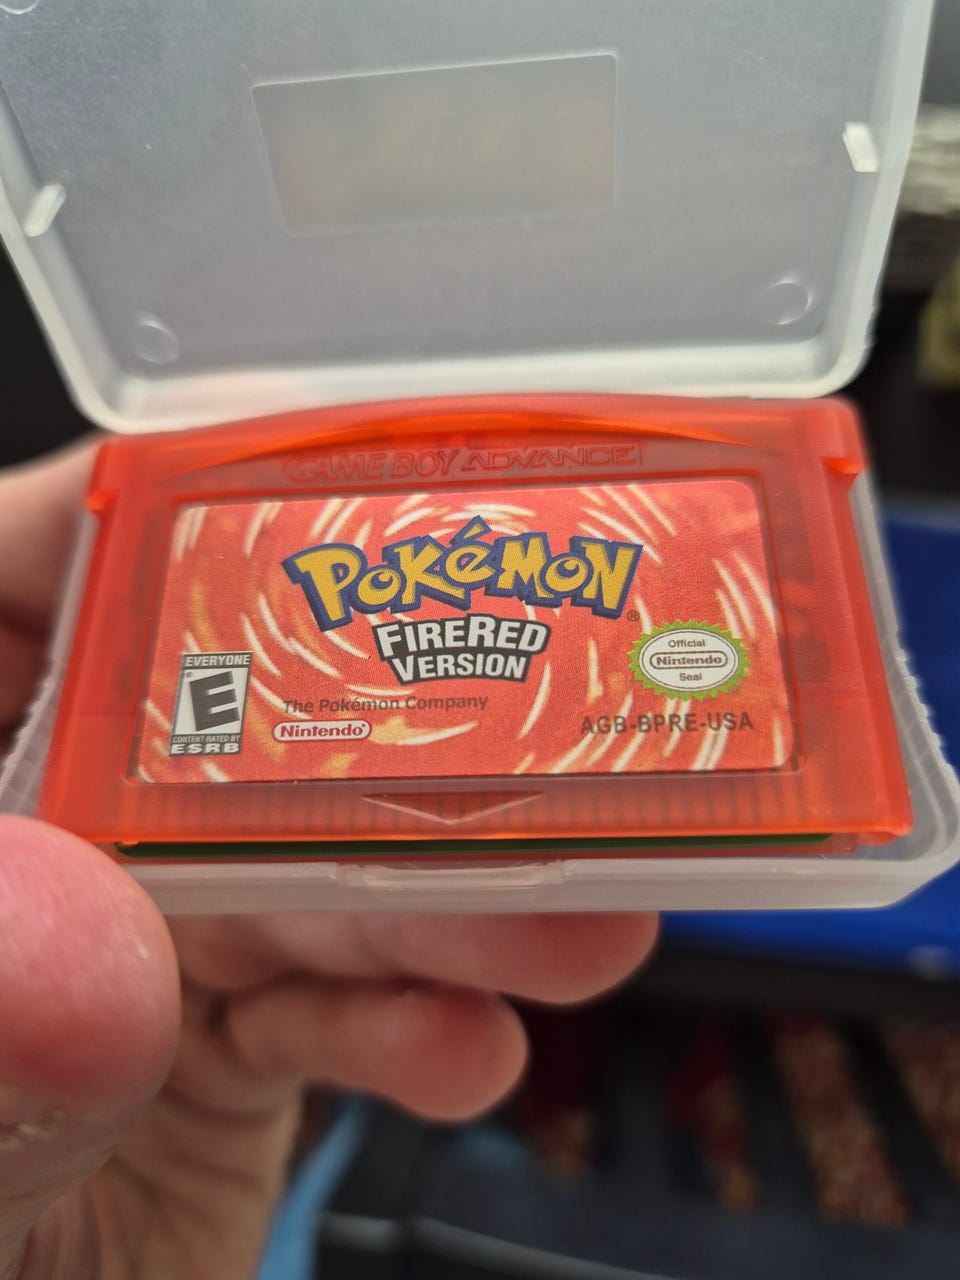 GAME BOY ADVANCE
POKéMON
®
FIRERED
VERSION
EVERYONE
E
CONTENT RATED BY
ESRB
The Pokémon Company
Nintendo®
Official
Nintendo
Seal
AGB-BPRE-USA